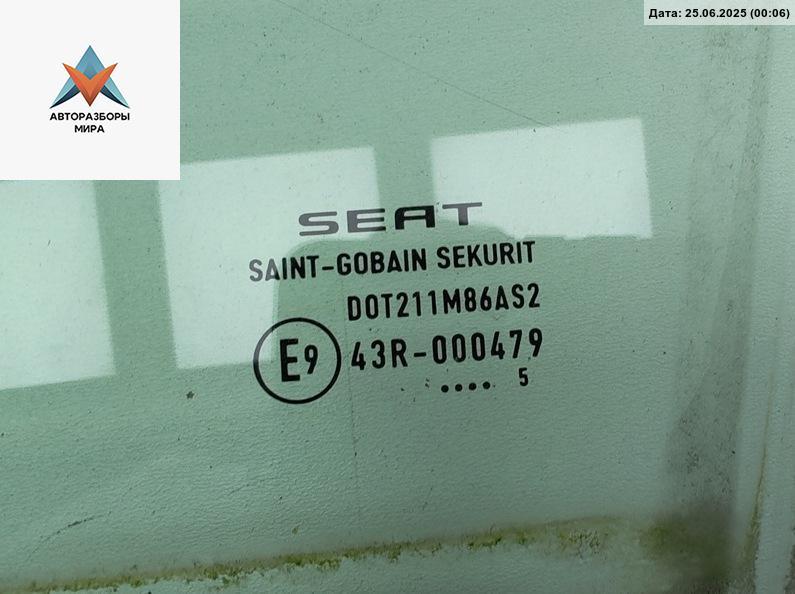 Дата: 25.06.2025 (00:06)
АВТОРАЗБОРЫ
МИРА
SEAT
SAINT-GOBAIN SEKURIT
DOT211M86AS2
E9 43R-000479
.... 5